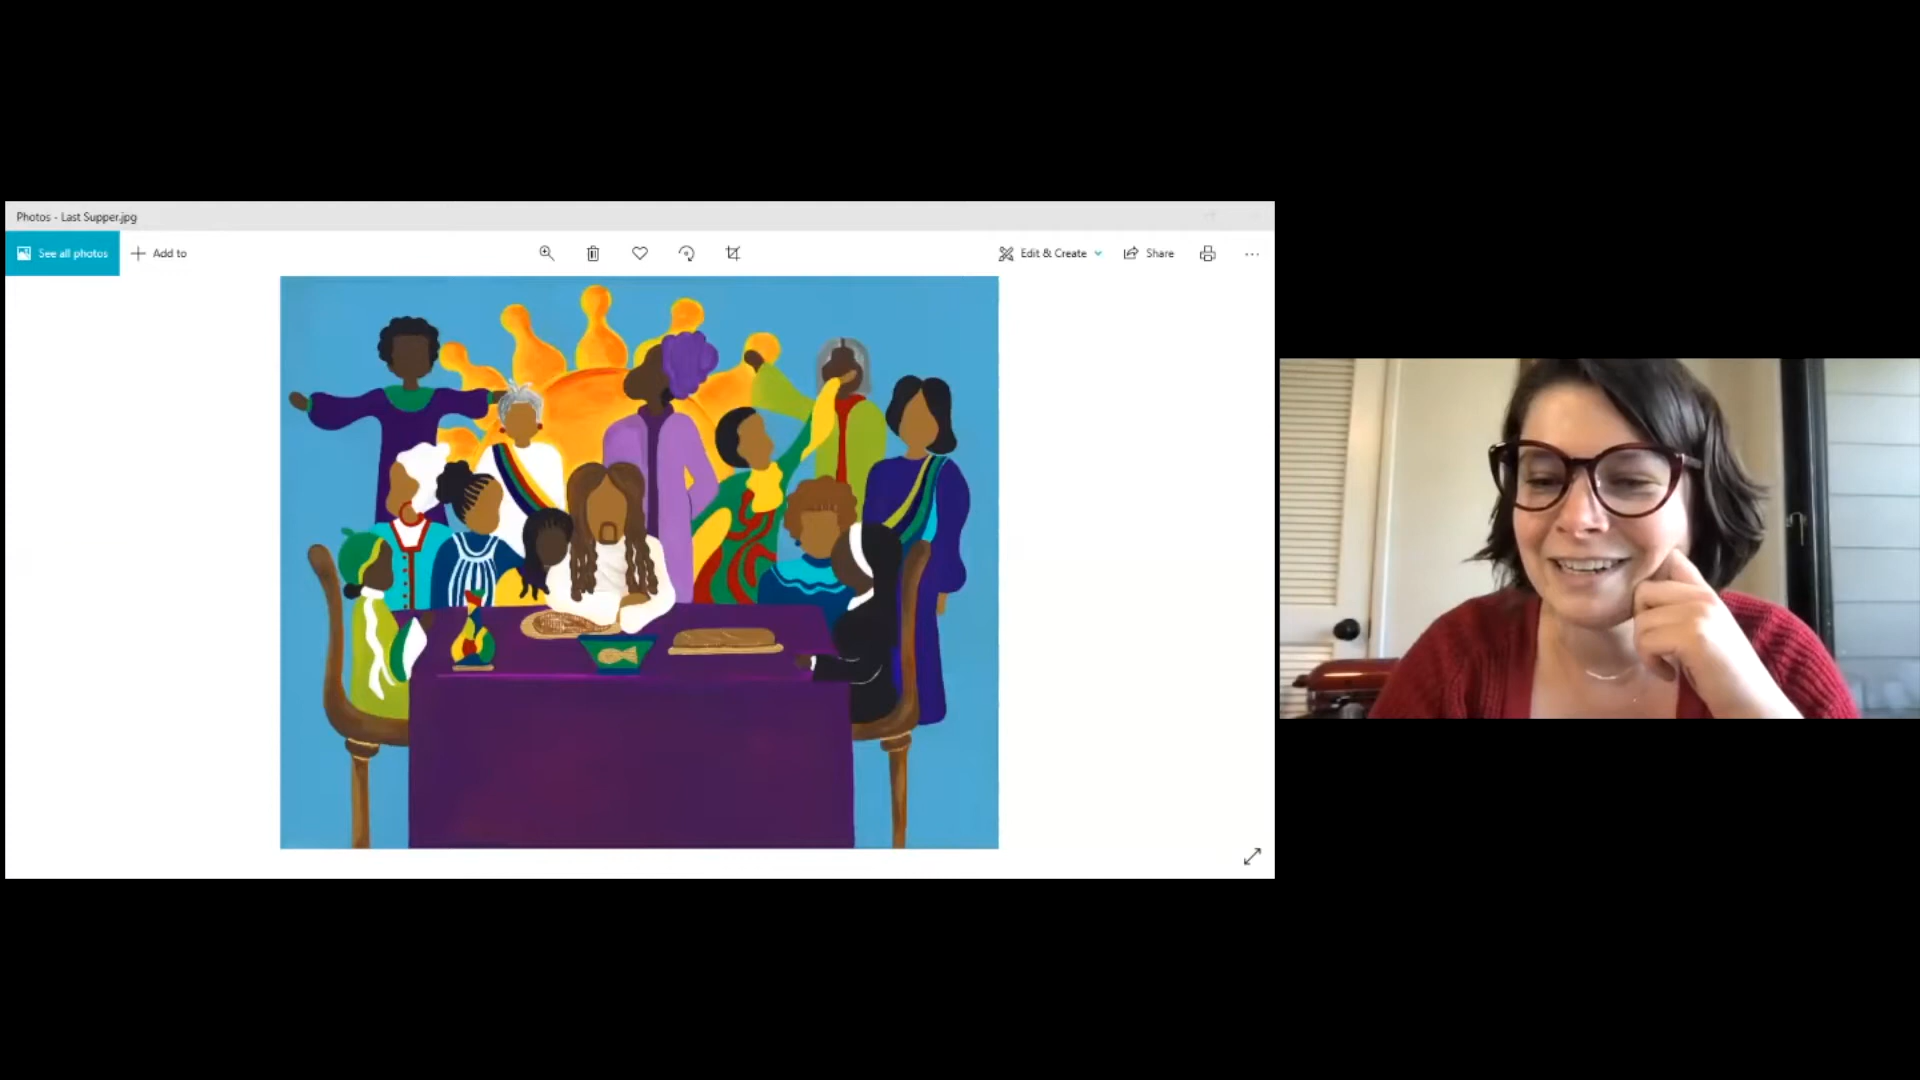 Photos - Last Supper.jpg
See all photos
Add to
Edit & Create
Share